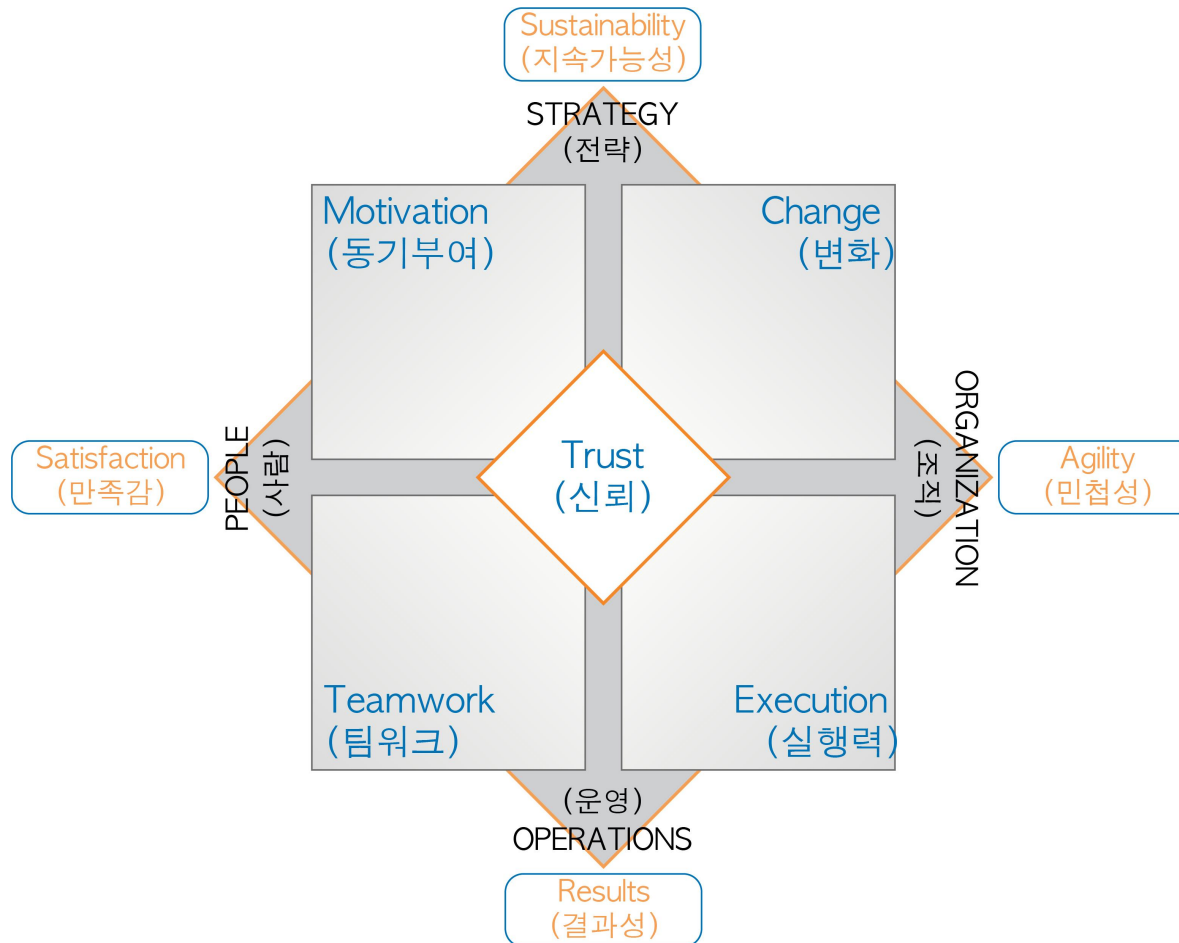 Sustainability
(지속가능성)
STRATEGY
(전략)
Motivation
(동기부여)
Change
(변화)
PEOPLE
(사람)
Satisfaction
(만족감)
Trust
(신뢰)
ORGANIZATION
(조직)
Agility
(민첩성)
Teamwork
(팀워크)
Execution
(실행력)
(운영)
OPERATIONS
Results
(결과성)